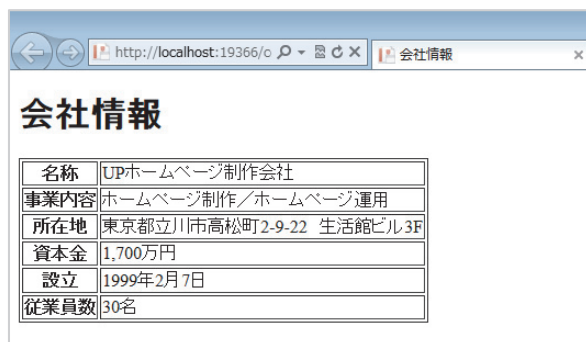 http://localhost:19366/c
会社情報
会社情報
名称 UPホームページ制作会社
事業内容 ホームページ制作／ホームページ運用
所在地 東京都立川市高松町2-9-22 生活館ビル3F
資本金 1,700万円
設立 1999年2月7日
従業員数 30名